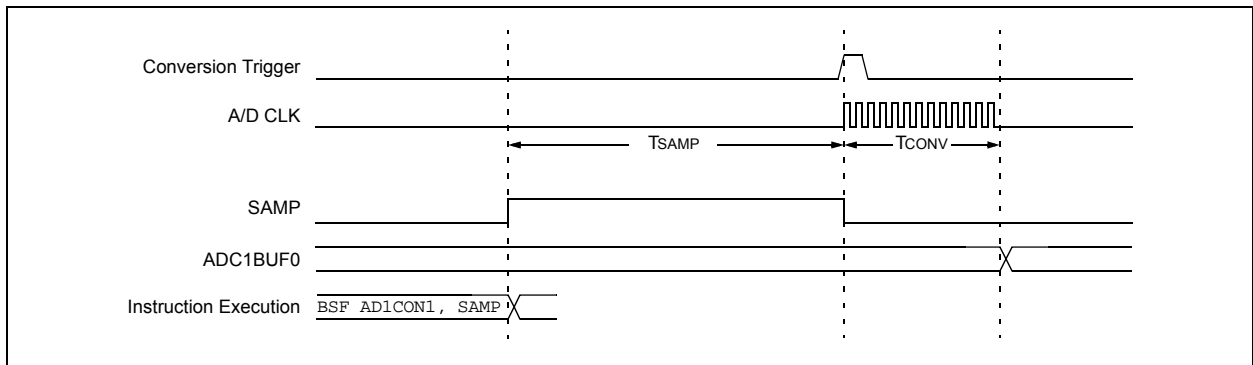 Conversion Trigger
A/D CLK
TSAMP
TCONV
SAMP
ADC1BUF0
Instruction Execution
BSF AD1CON1, SAMP